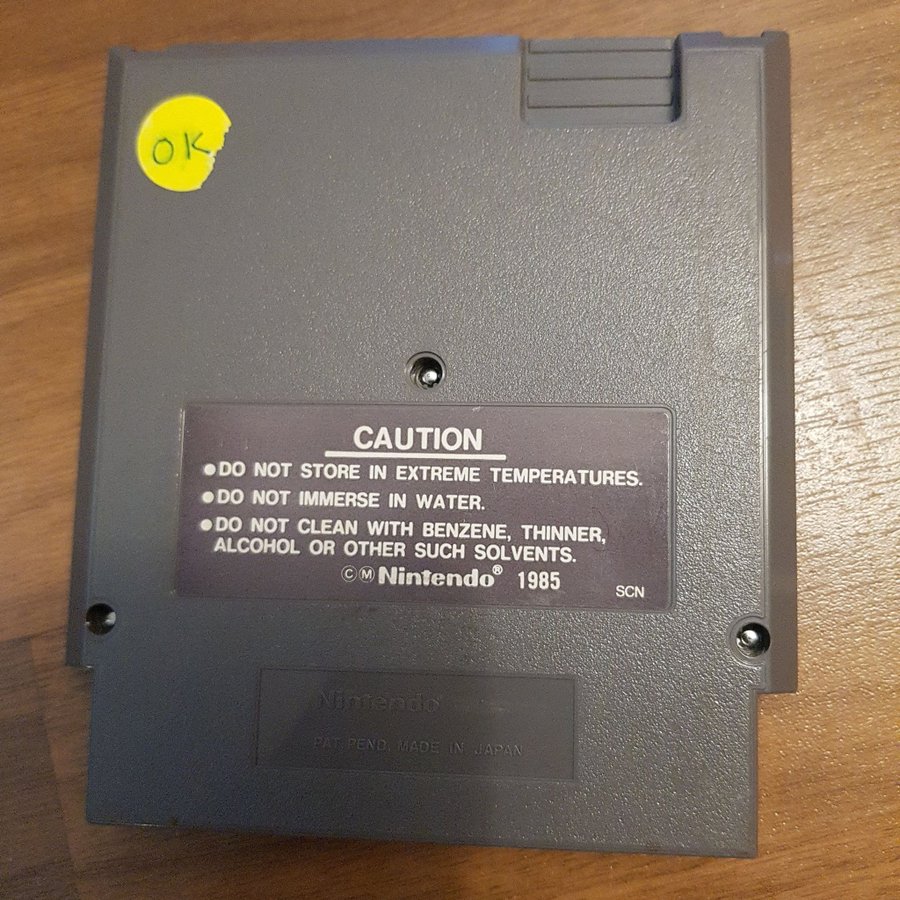 OK
CAUTION
●DO NOT STORE IN EXTREME TEMPERATURES.
●DO NOT IMMERSE IN WATER.
●DO NOT CLEAN WITH BENZENE, THINNER,
ALCOHOL OR OTHER SUCH SOLVENTS.
ⒸⓂNintendo® 1985
SCN
Nintendo
PAT. PEND. MADE IN JAPAN